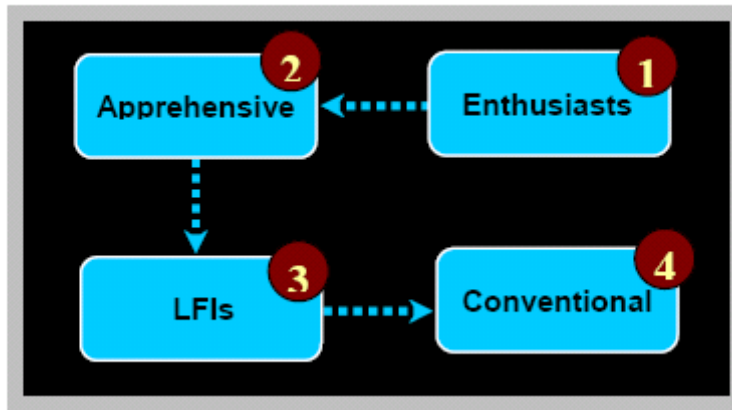 2
Apprehensive
1
Enthusiasts
3
LFIs
4
Conventional